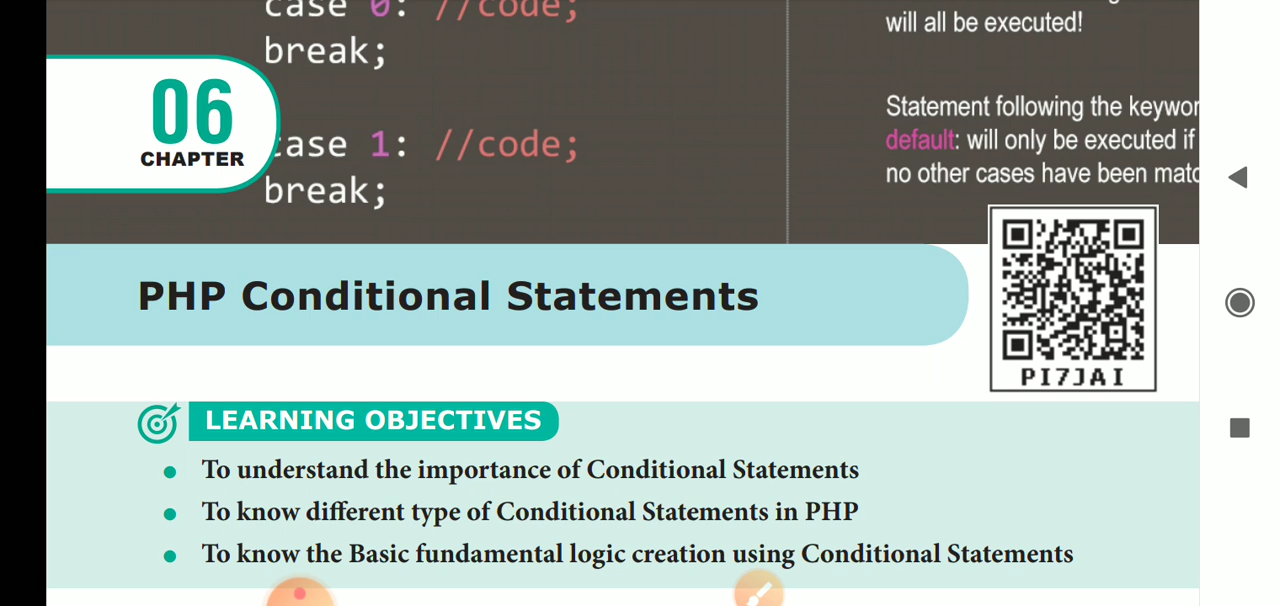 case 0: //code;
break;
case 1: //code;
break;
will all be executed!
Statement following the
default: will only be executed if
no other cases have been
06
CHAPTER
PHP Conditional Statements
PI7JAI
LEARNING OBJECTIVES
• To understand the importance of Conditional Statements
• To know different type of Conditional Statements in PHP
• To know the Basic fundamental logic creation using Conditional Statements